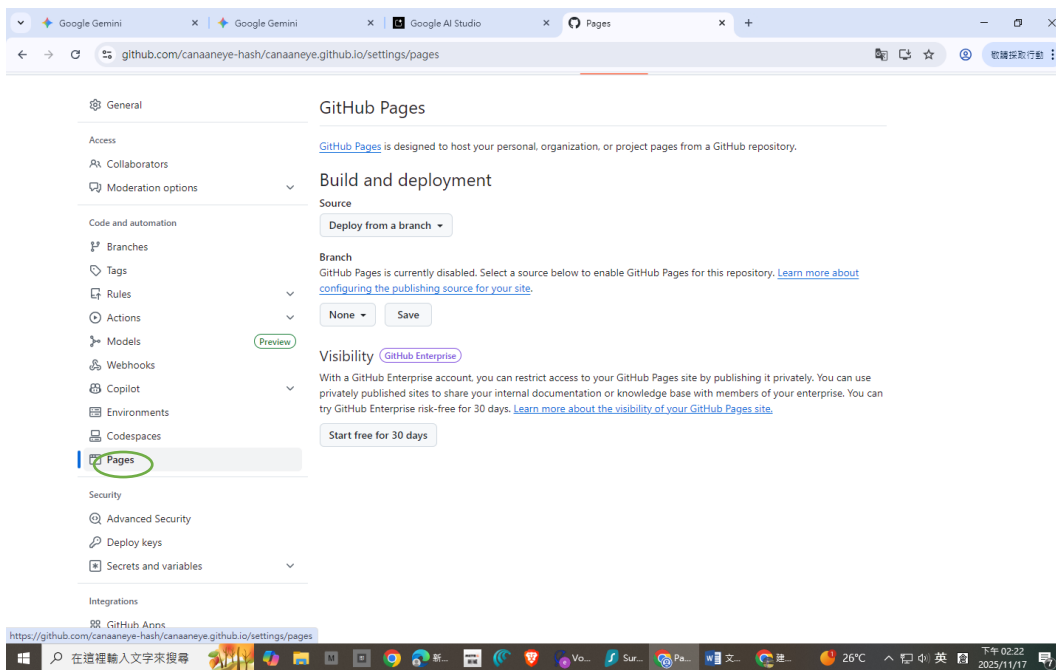 Google Gemini
Google Gemini
Google AI Studio
Pages
github.com/canaaneye-hash/canaaneye.github.io/settings/pages
敬請採取行動
General
Access
Collaborators
Moderation options
Code and automation
Branches
Tags
Rules
Actions
Models Preview
Webhooks
Copilot
Environments
Codespaces
Pages
Security
Advanced Security
Deploy keys
Secrets and variables
Integrations
GitHub Apps
GitHub Pages
GitHub Pages is designed to host your personal, organization, or project pages from a GitHub repository.
Build and deployment
Source
Deploy from a branch
Branch
GitHub Pages is currently disabled. Select a source below to enable GitHub Pages for this repository. Learn more about
configuring the publishing source for your site.
None Save
Visibility GitHub Enterprise
With a GitHub Enterprise account, you can restrict access to your GitHub Pages site by publishing it privately. You can use
privately published sites to share your internal documentation or knowledge base with members of your enterprise. You can
try GitHub Enterprise risk-free for 30 days. Learn more about the visibility of your GitHub Pages site.
Start free for 30 days
https://github.com/canaaneye-hash/canaaneye.github.io/settings/pages
在這裡輸入文字來搜尋
新...
Vo...
Sur...
Pa...
文...
建...
26°C
英
下午 02:22
2025/11/17